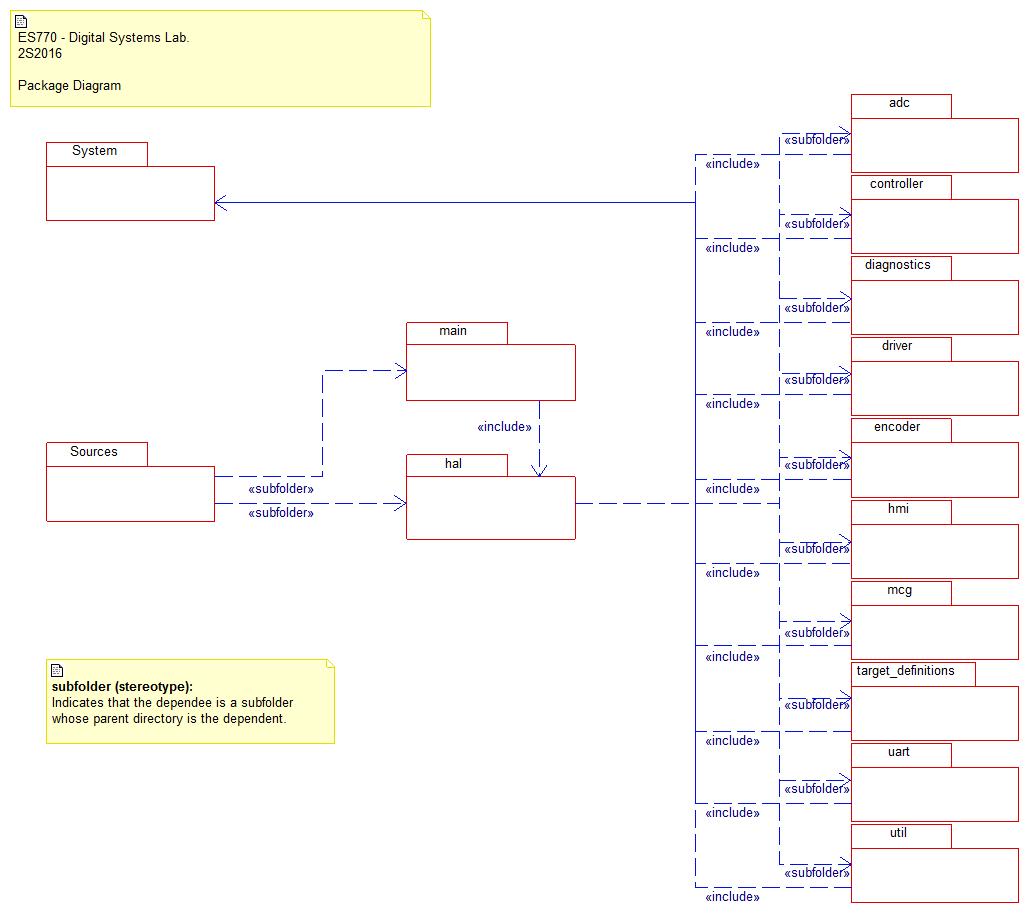 ES770 - Digital Systems Lab.
2S2016
Package Diagram
adc
«subfolder»
«include»
System
controller
«subfolder»
«include»
diagnostics
«subfolder»
«include»
main
driver
«subfolder»
«include»
«include»
encoder
Sources
hal
«subfolder»
«include»
«subfolder»
«subfolder»
hmi
«subfolder»
«include»
mcg
«subfolder»
«include»
subfolder (stereotype):
Indicates that the dependee is a subfolder
whose parent directory is the dependent.
target_definitions
«subfolder»
«include»
uart
«subfolder»
«include»
util
«subfolder»
«include»